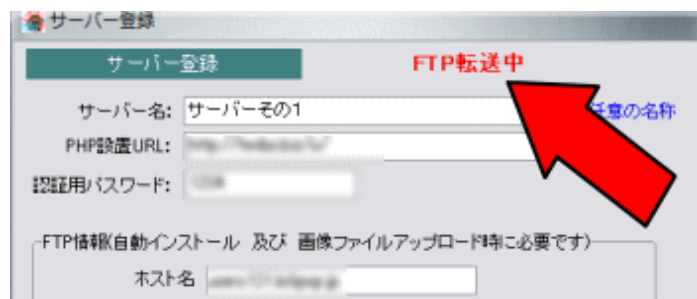 サーバー登録
サーバー登録 FTP転送中
サーバー名: サーバーその1 任意の名称
PHP設置URL:
認証用パスワード:
FTP情報(自動インストール 及び 画像ファイルアップロード時に必要です)
ホスト名